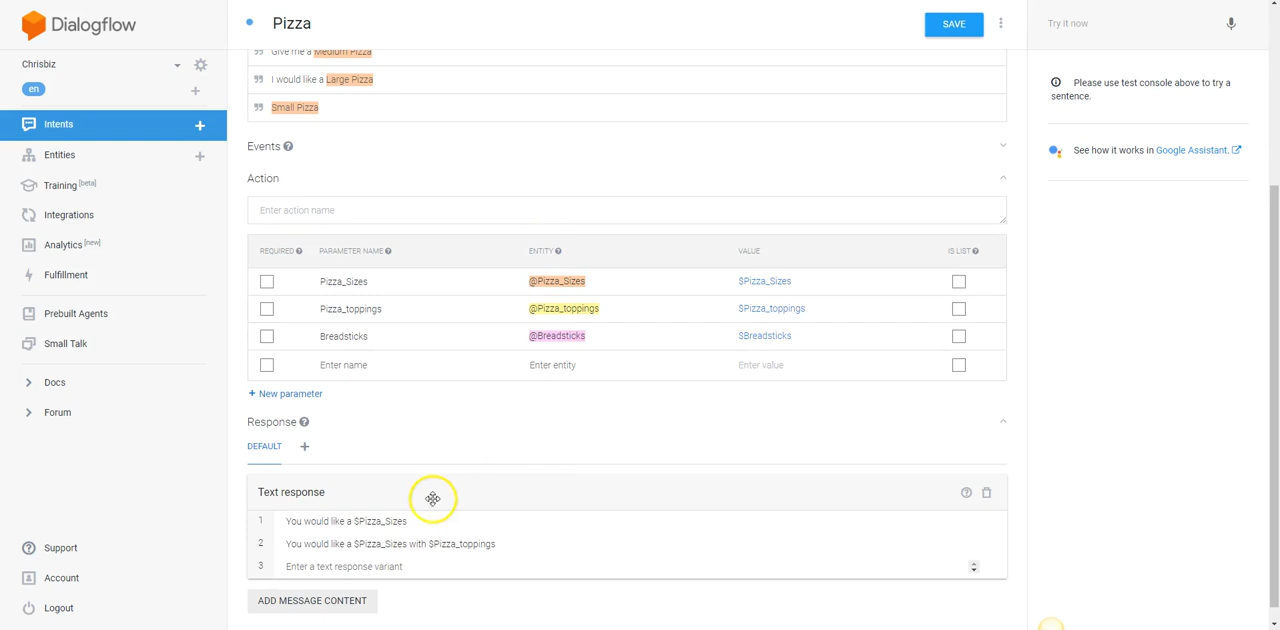 Dialogflow
Chrisbiz
en
Intents
Entities
Training [beta]
Integrations
Analytics [new]
Fulfillment
Prebuilt Agents
Small Talk
Docs
Forum
Support
Account
Logout
Pizza
SAVE
Give me a Medium Pizza
I would like a Large Pizza
Small Pizza
Events
Action
Enter action name
REQUIRED PARAMETER NAME ENTITY VALUE IS LIST
Pizza_Sizes @Pizza_Sizes $Pizza_Sizes
Pizza_toppings @Pizza_toppings $Pizza_toppings
Breadsticks @Breadsticks $Breadsticks
Enter name Enter entity Enter value
+ New parameter
Response
DEFAULT
Text response
1 You would like a $Pizza_Sizes
2 You would like a $Pizza_Sizes with $Pizza_toppings
3 Enter a text response variant
ADD MESSAGE CONTENT
Try it now
Please use test console above to try a
sentence.
See how it works in Google Assistant.